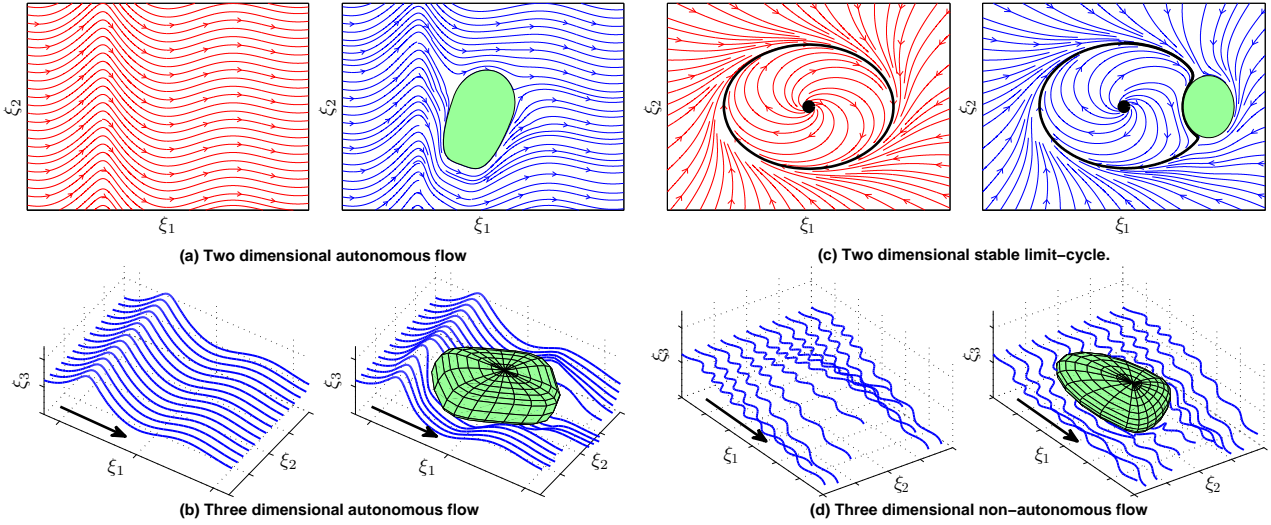 ξ2
ξ1
ξ2
ξ1
(a) Two dimensional autonomous flow
ξ2
ξ1
ξ2
ξ1
(c) Two dimensional stable limit−cycle.
ξ3
ξ1
ξ2
ξ3
ξ1
ξ2
(b) Three dimensional autonomous flow
ξ3
ξ1
ξ2
ξ3
ξ1
ξ2
(d) Three dimensional non−autonomous flow